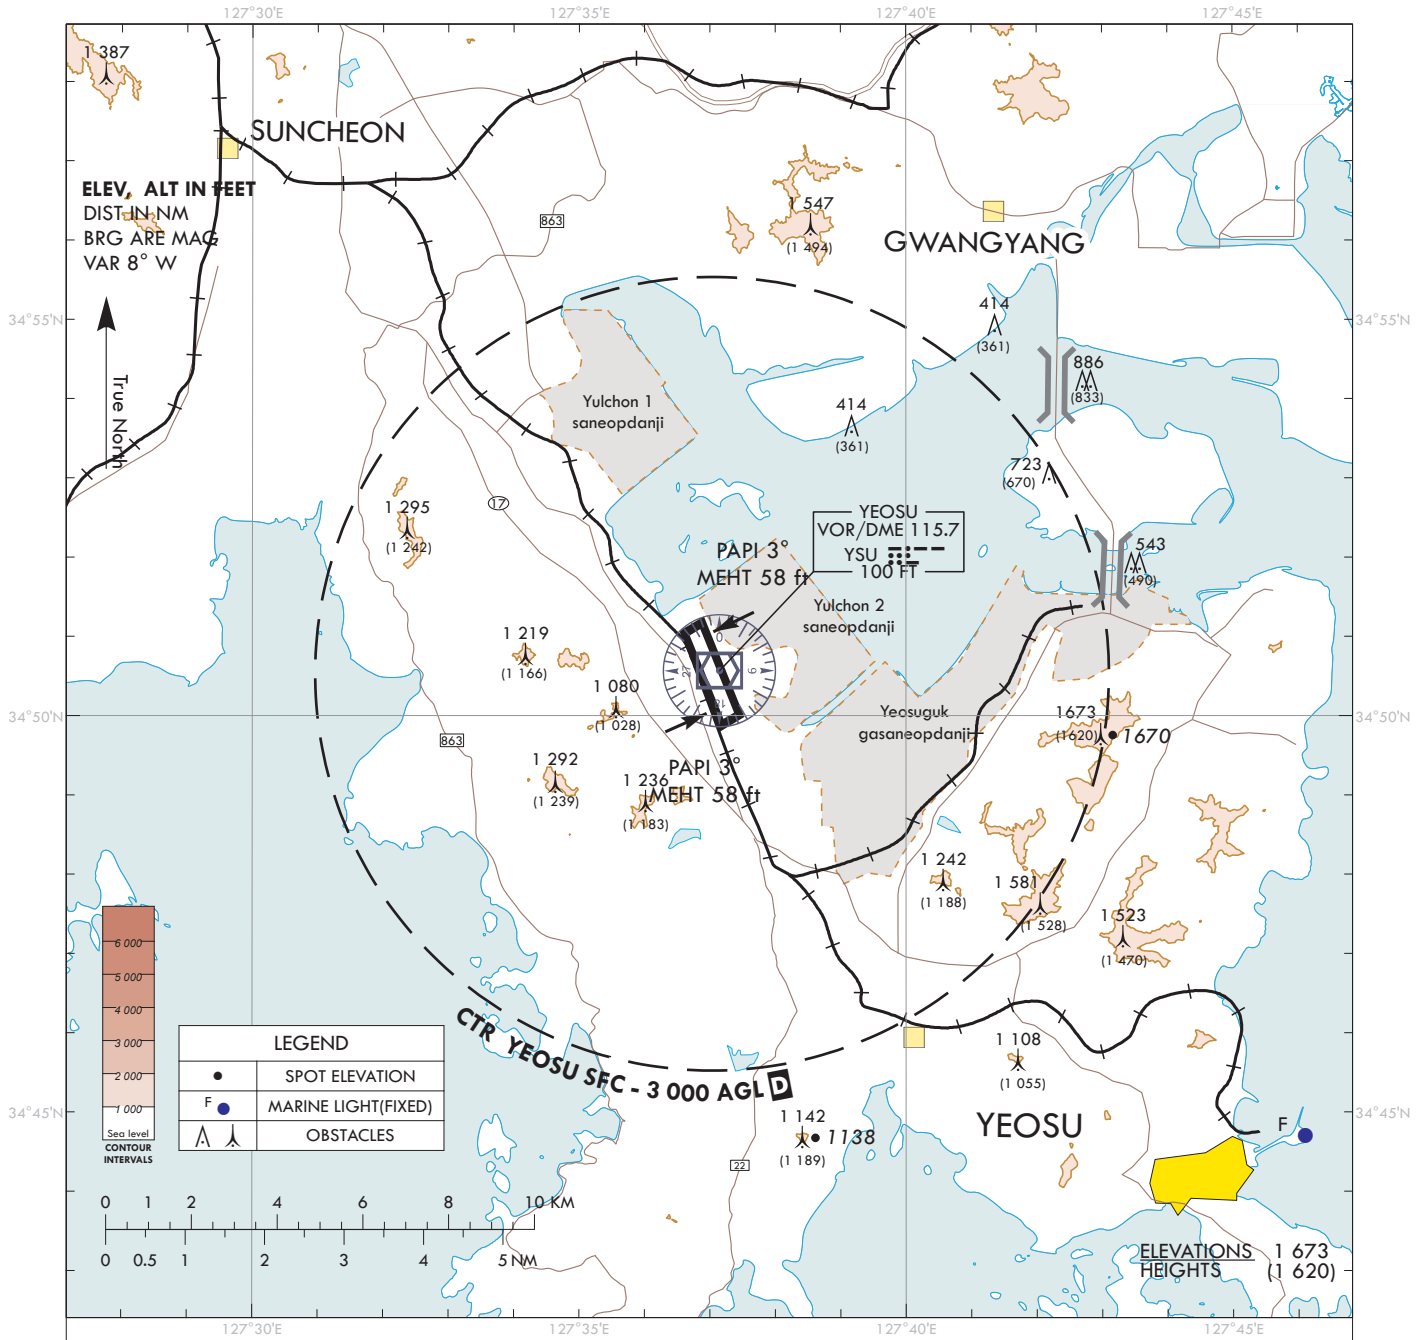 127°30'E
127°35'E
127°40'E
127°45'E
1 387
SUNCHEON
ELEV, ALT IN FEET
DIST IN NM
BRG ARE MAG
VAR 8° W
True North
863
1 547
(1 494)
GWANGYANG
34°55'N
34°55'N
414
(361)
886
(833)
Yulchon 1
saneopdanji
414
(361)
723
(670)
17
1 295
(1 242)
YEOSU
VOR/DME 115.7
YSU
100 FT
PAPI 3°
MEHT 58 ft
543
(490)
Yulchon 2
saneopdanji
1 219
(1 166)
0
9
18
27
1 080
(1 028)
34°50'N
34°50'N
Yeosuguk
gasaneopdanji
1673
(1620)
1670
863
1 292
(1 239)
PAPI 3°
MEHT 58 ft
1 236
(1 183)
1 242
(1 188)
1 581
(1 528)
1 523
(1 470)
6 000
5 000
4 000
3 000
2 000
1 000
Sea level
CONTOUR
INTERVALS
CTR YEOSU SFC - 3 000 AGL D
LEGEND
SPOT ELEVATION
F
MARINE LIGHT(FIXED)
OBSTACLES
1 108
(1 055)
34°45'N
34°45'N
1 142
(1 189)
1138
YEOSU
F
22
0 1 2 4 6 8 10 KM
0 0.5 1 2 3 4 5 NM
ELEVATIONS 1 673
HEIGHTS (1 620)
127°30'E
127°35'E
127°40'E
127°45'E